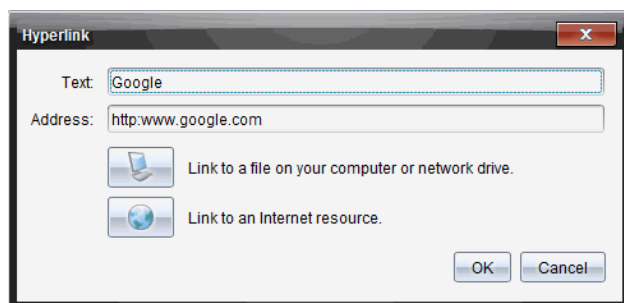 Hyperlink
Text: Google
Address: http:www.google.com
Link to a file on your computer or network drive.
Link to an Internet resource.
OK Cancel